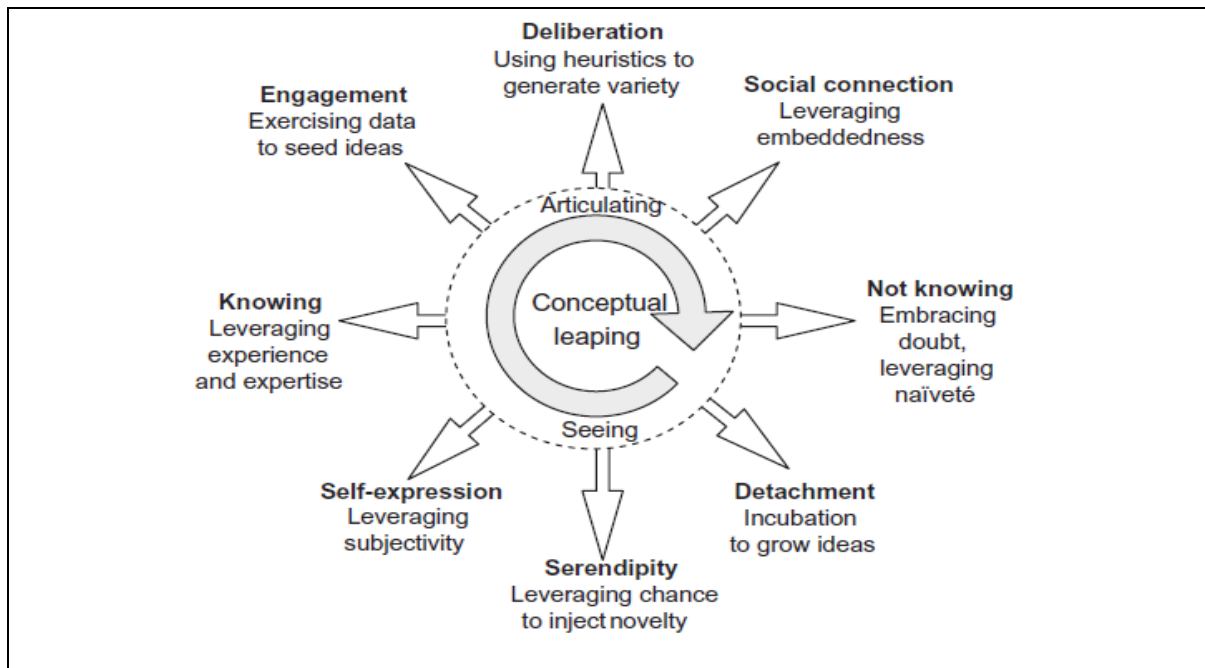 Deliberation
Using heuristics to
generate variety
Social connection
Leveraging
embeddedness
Engagement
Exercising data
to seed ideas
Articulating
Conceptual
leaping
Seeing
Knowing
Leveraging
experience
and expertise
Not knowing
Embracing
doubt,
leveraging
naïveté
Self-expression
Leveraging
subjectivity
Detachment
Incubation
to grow ideas
Serendipity
Leveraging chance
to inject novelty